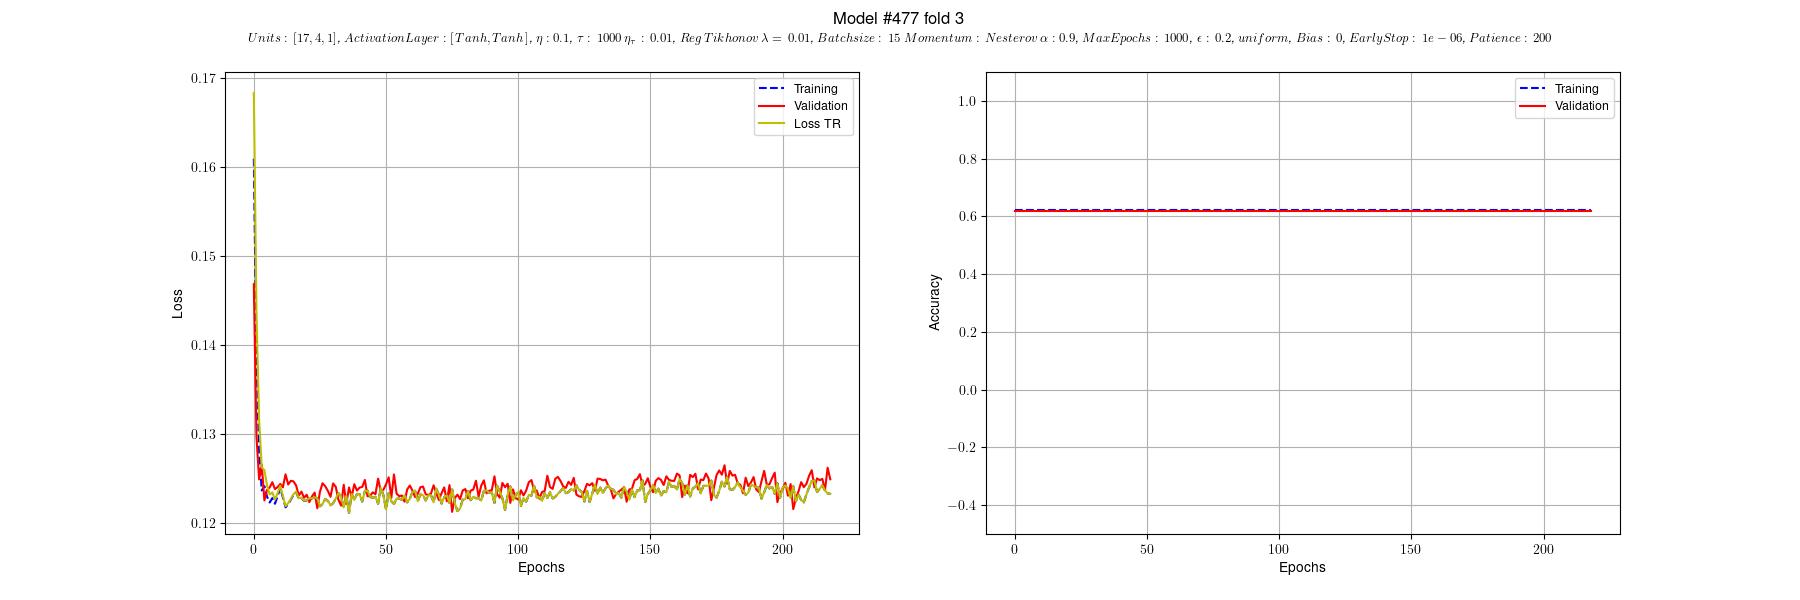 Model #477 fold 3
Units : [17, 4, 1], ActivationLayer : [Tanh, Tanh], η : 0.1, τ : 1000 η_τ : 0.01, Reg Tikhonov λ = 0.01, Batchsize : 15 Momentum : Nesterov α : 0.9, MaxEpochs : 1000, ϵ : 0.2, uniform, Bias : 0, EarlyStop : 1e − 06, Patience : 200
0.17
0.16
0.15
0.14
0.13
0.12
Loss
Training
Validation
Loss TR
0 50 100 150 200
Epochs
1.0
0.8
0.6
0.4
0.2
0.0
−0.2
−0.4
Accuracy
Training
Validation
0 50 100 150 200
Epochs